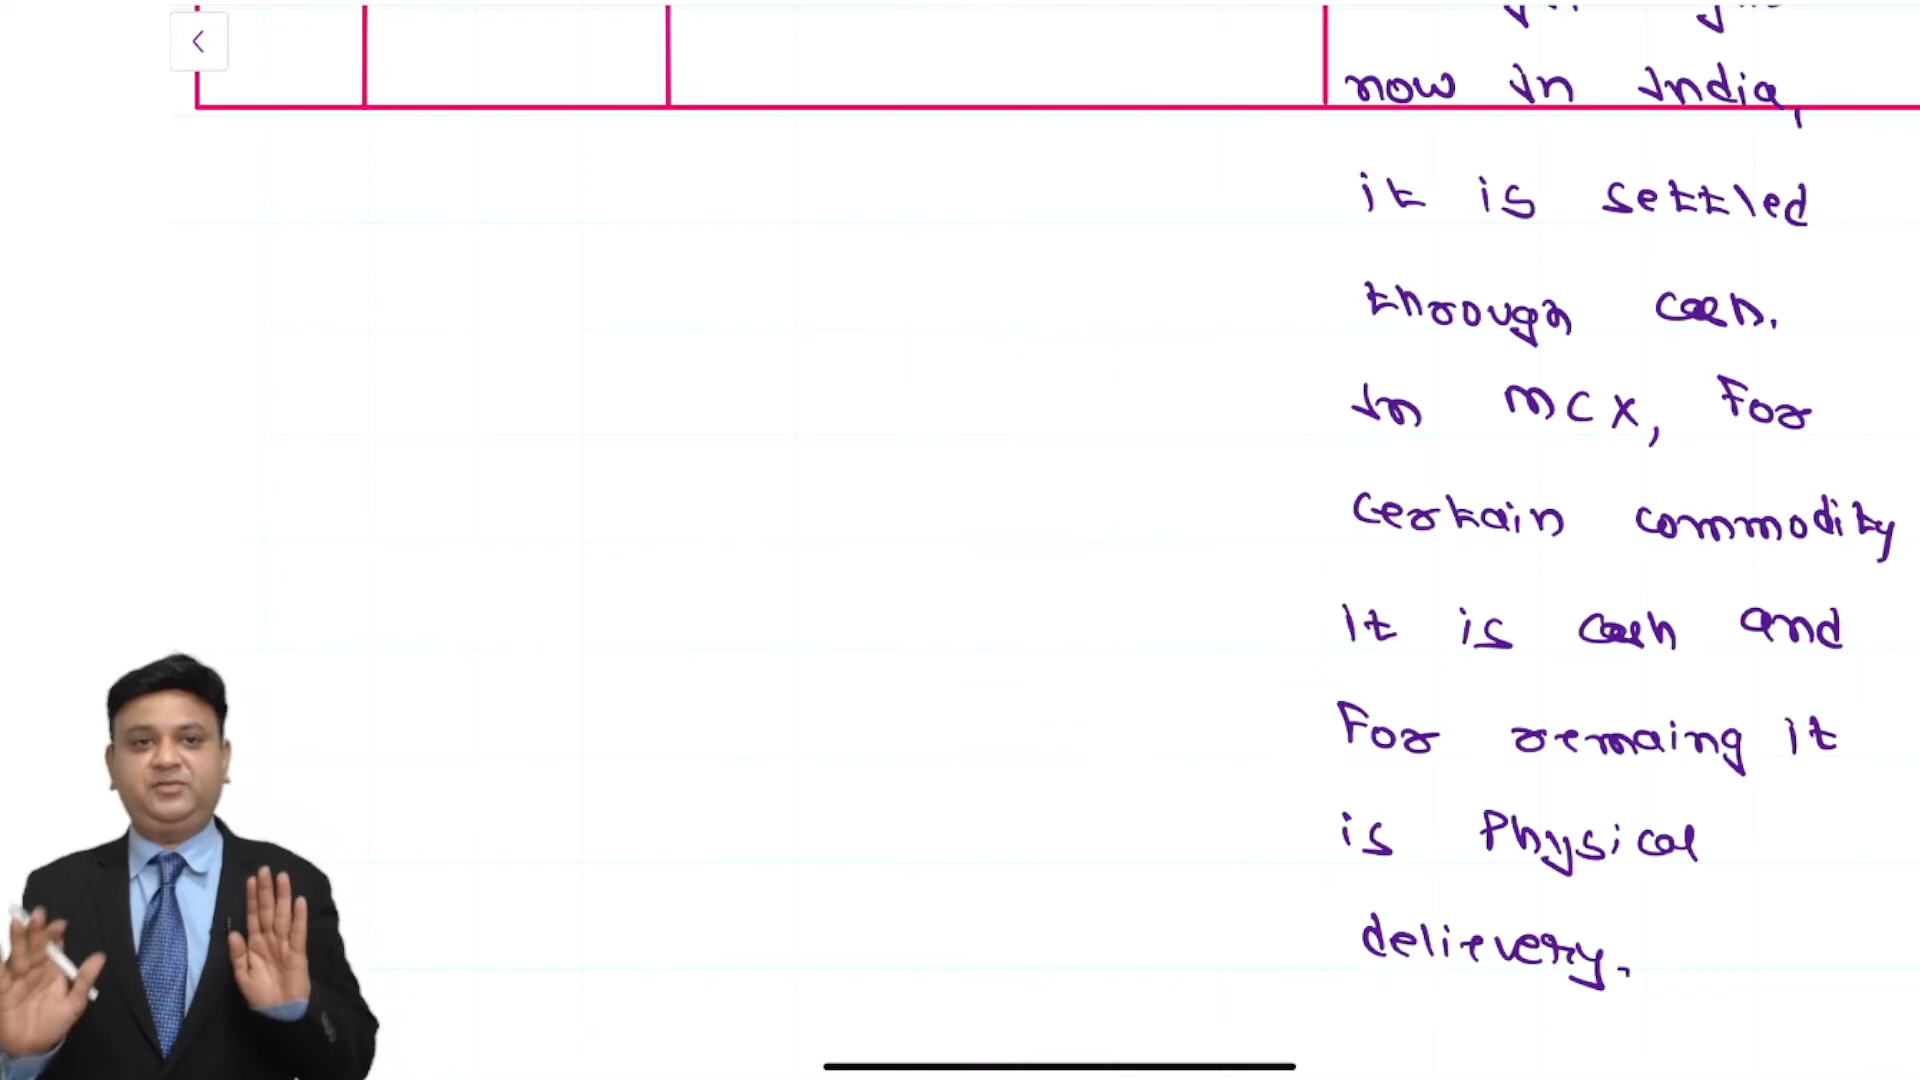 now in India,
it is settled
through cash.
In MCX, For
certain commodity
It is cash and
For remaing it
is Physical
delievery.